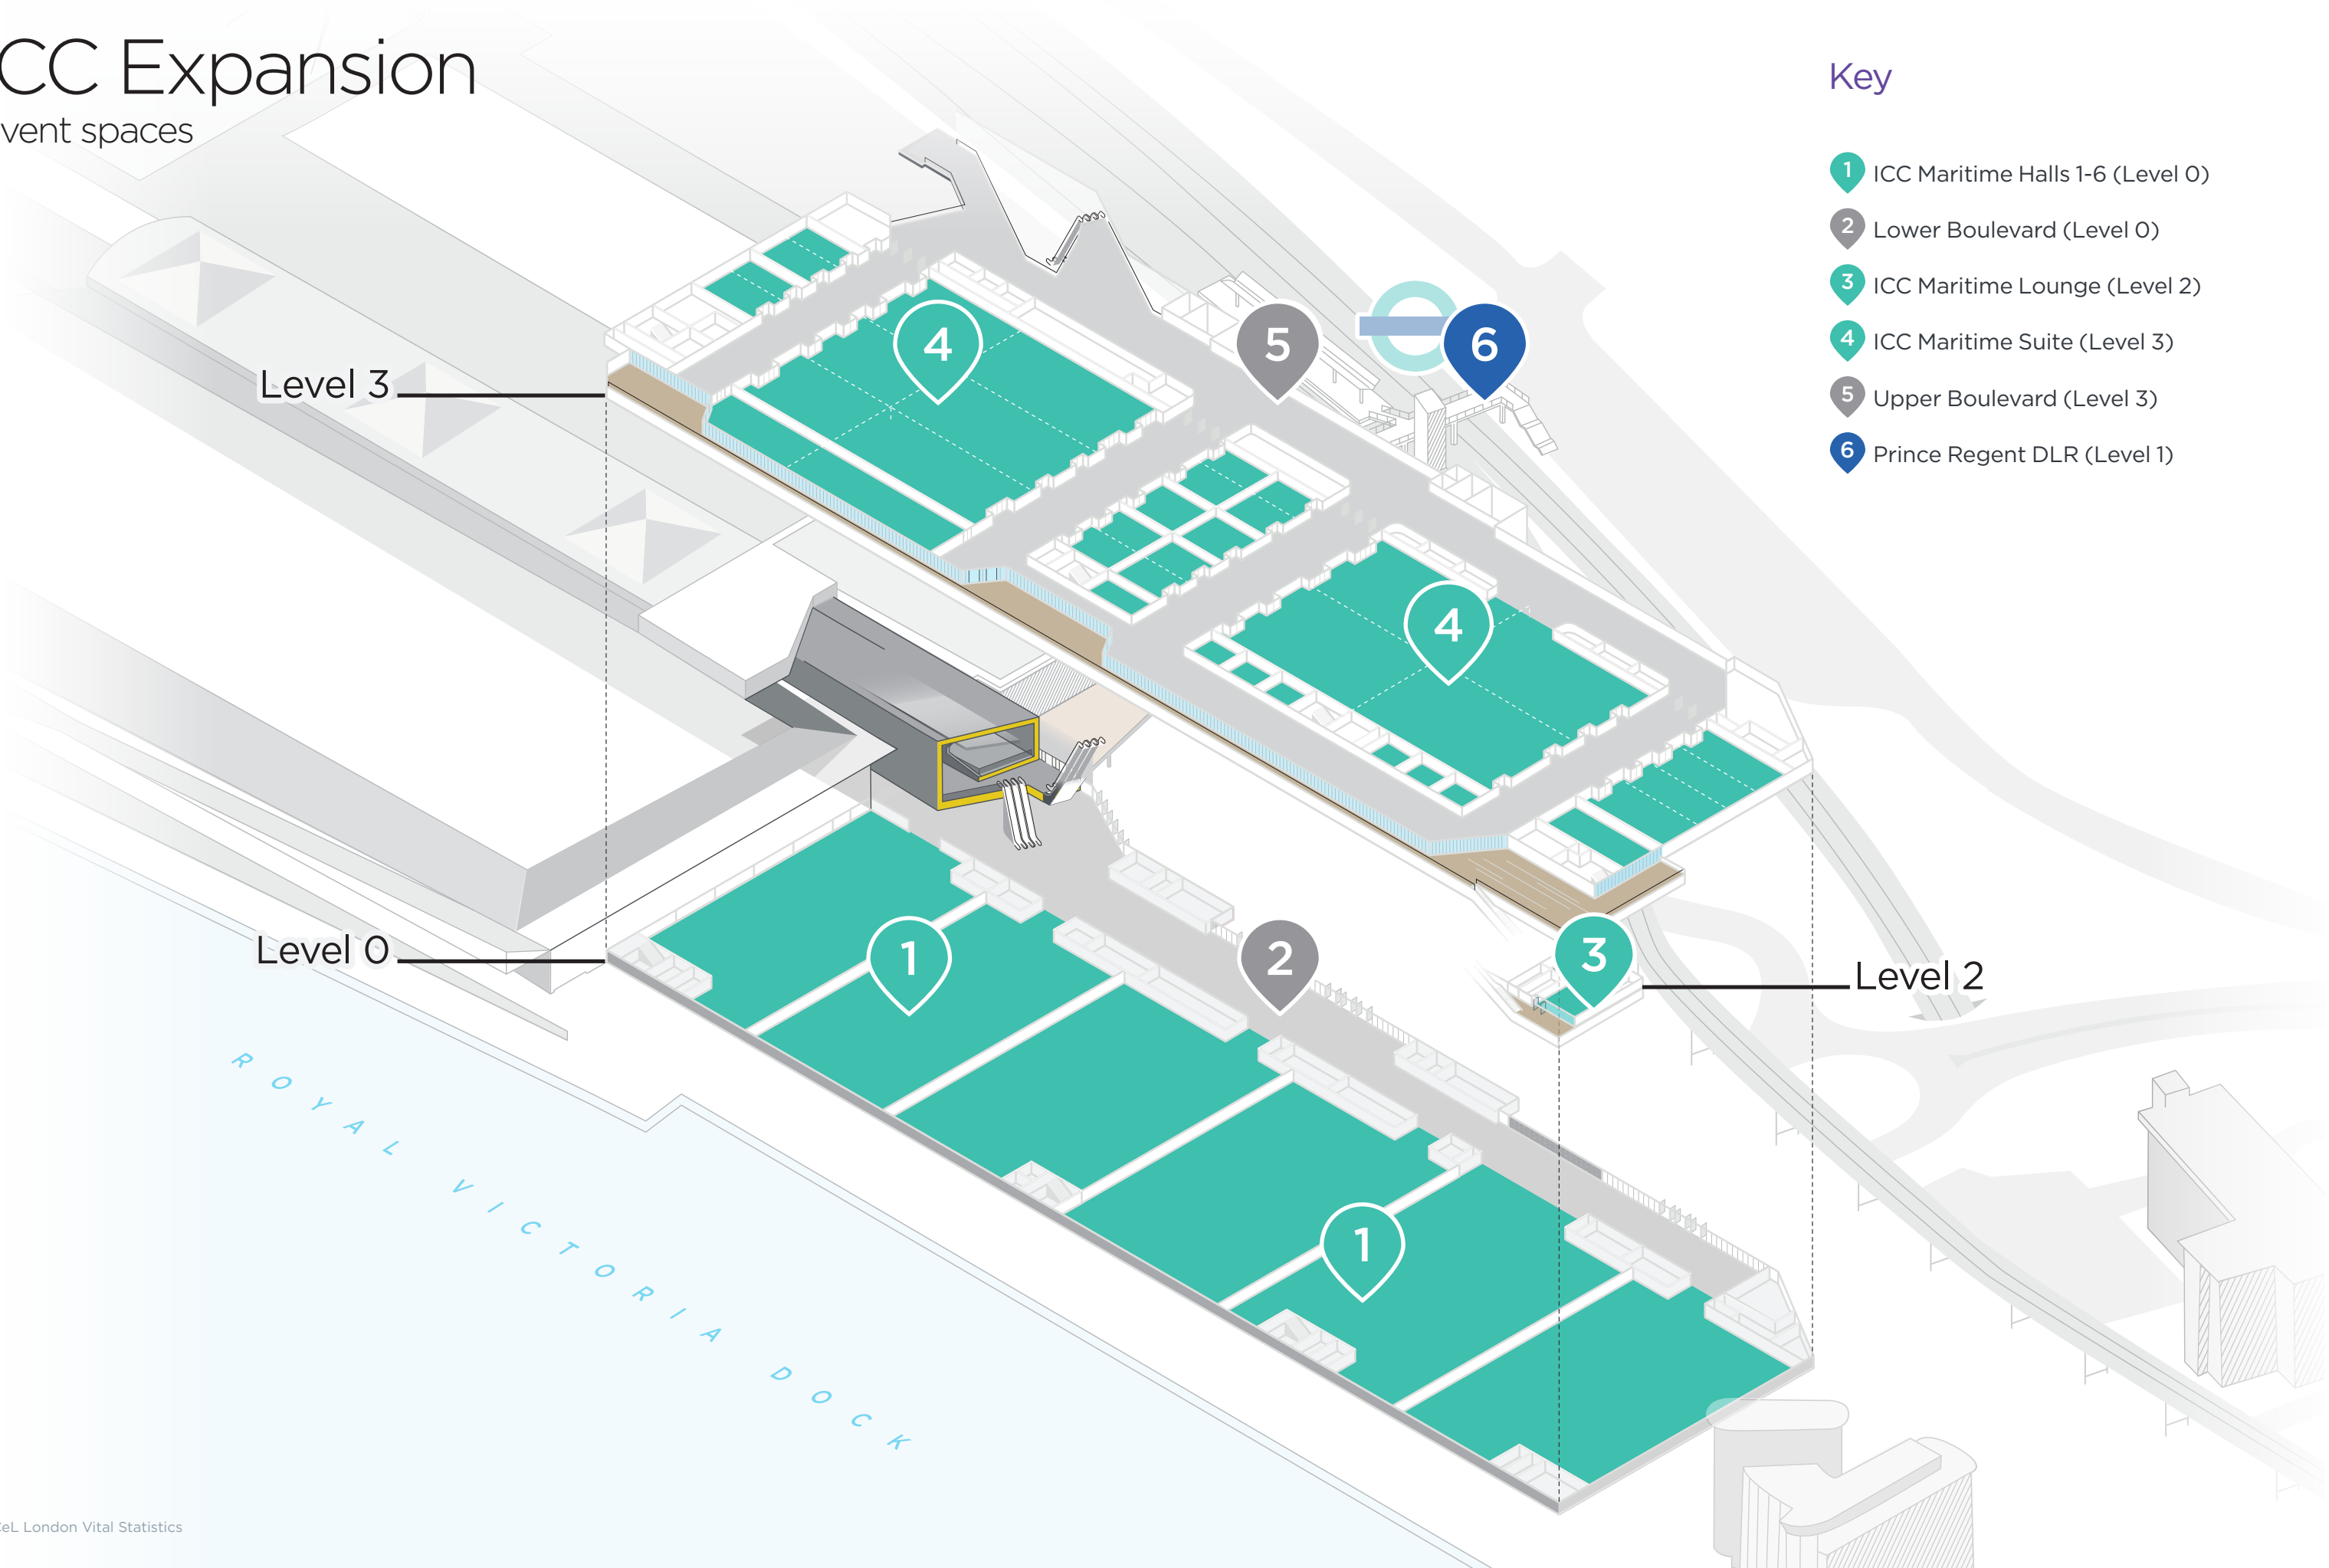 CC Expansion
vent spaces
Key
1 ICC Maritime Halls 1-6 (Level 0)
2 Lower Boulevard (Level 0)
3 ICC Maritime Lounge (Level 2)
4 ICC Maritime Suite (Level 3)
5 Upper Boulevard (Level 3)
6 Prince Regent DLR (Level 1)
4
5
6
Level 3
4
1
2
3
Level 0
Level 2
1
ROYAL VICTORIA DOCK
CeL London Vital Statistics